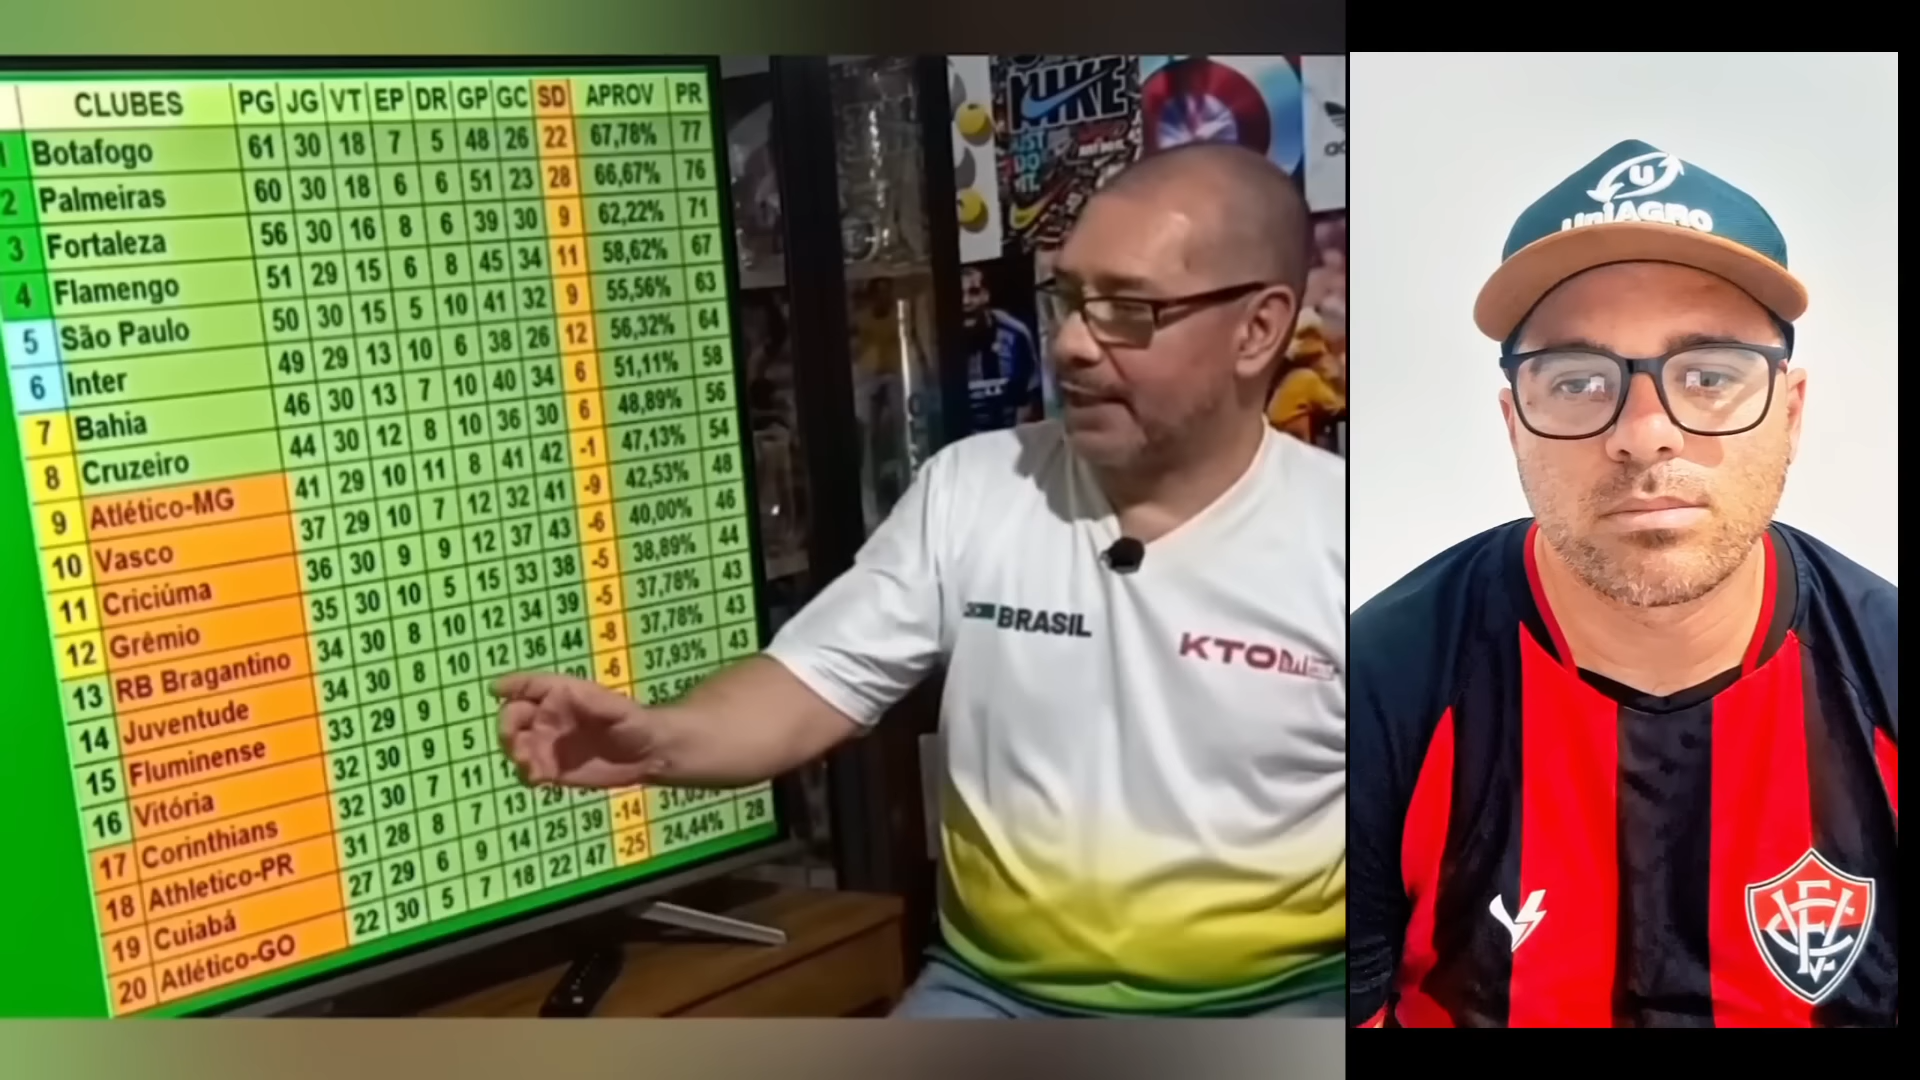 CLUBES PG JG VT EP DR GP GC SD APROV PR
1 Botafogo 61 30 18 7 5 48 26 22 67,78% 77
2 Palmeiras 60 30 18 6 6 51 23 28 66,67% 76
3 Fortaleza 56 30 16 8 6 39 30 9 62,22% 71
4 Flamengo 51 29 15 6 8 45 34 11 58,62% 67
5 São Paulo 50 30 15 5 10 41 32 9 55,56% 63
6 Inter 49 29 13 10 6 38 26 12 56,32% 64
7 Bahia 46 30 13 7 10 40 34 6 51,11% 58
8 Cruzeiro 44 30 12 8 10 36 30 6 48,89% 56
9 Atlético-MG 41 29 10 11 8 41 42 -1 47,13% 54
10 Vasco 37 29 10 7 12 32 41 -9 42,53% 48
11 Criciúma 36 30 9 9 12 37 43 -6 40,00% 46
12 Grêmio 35 30 10 5 15 33 38 -5 38,89% 44
13 RB Bragantino 34 30 8 10 12 34 39 -5 37,78% 43
14 Juventude 34 30 8 10 12 36 44 -8 37,78% 43
15 Fluminense 33 29 9 6 -6 37,93% 43
16 Vitória 32 30 9 5
17 Corinthians 32 30 7 11
18 Athletico-PR 31 28 8 7 13 29
19 Cuiabá 27 29 6 9 14 25 39 -14
20 Atlético-GO 22 30 5 7 18 22 47 -25 24,44% 28
NIKE
JUST
DO
IT.
BRASIL
KTO
U
UNIAGRO